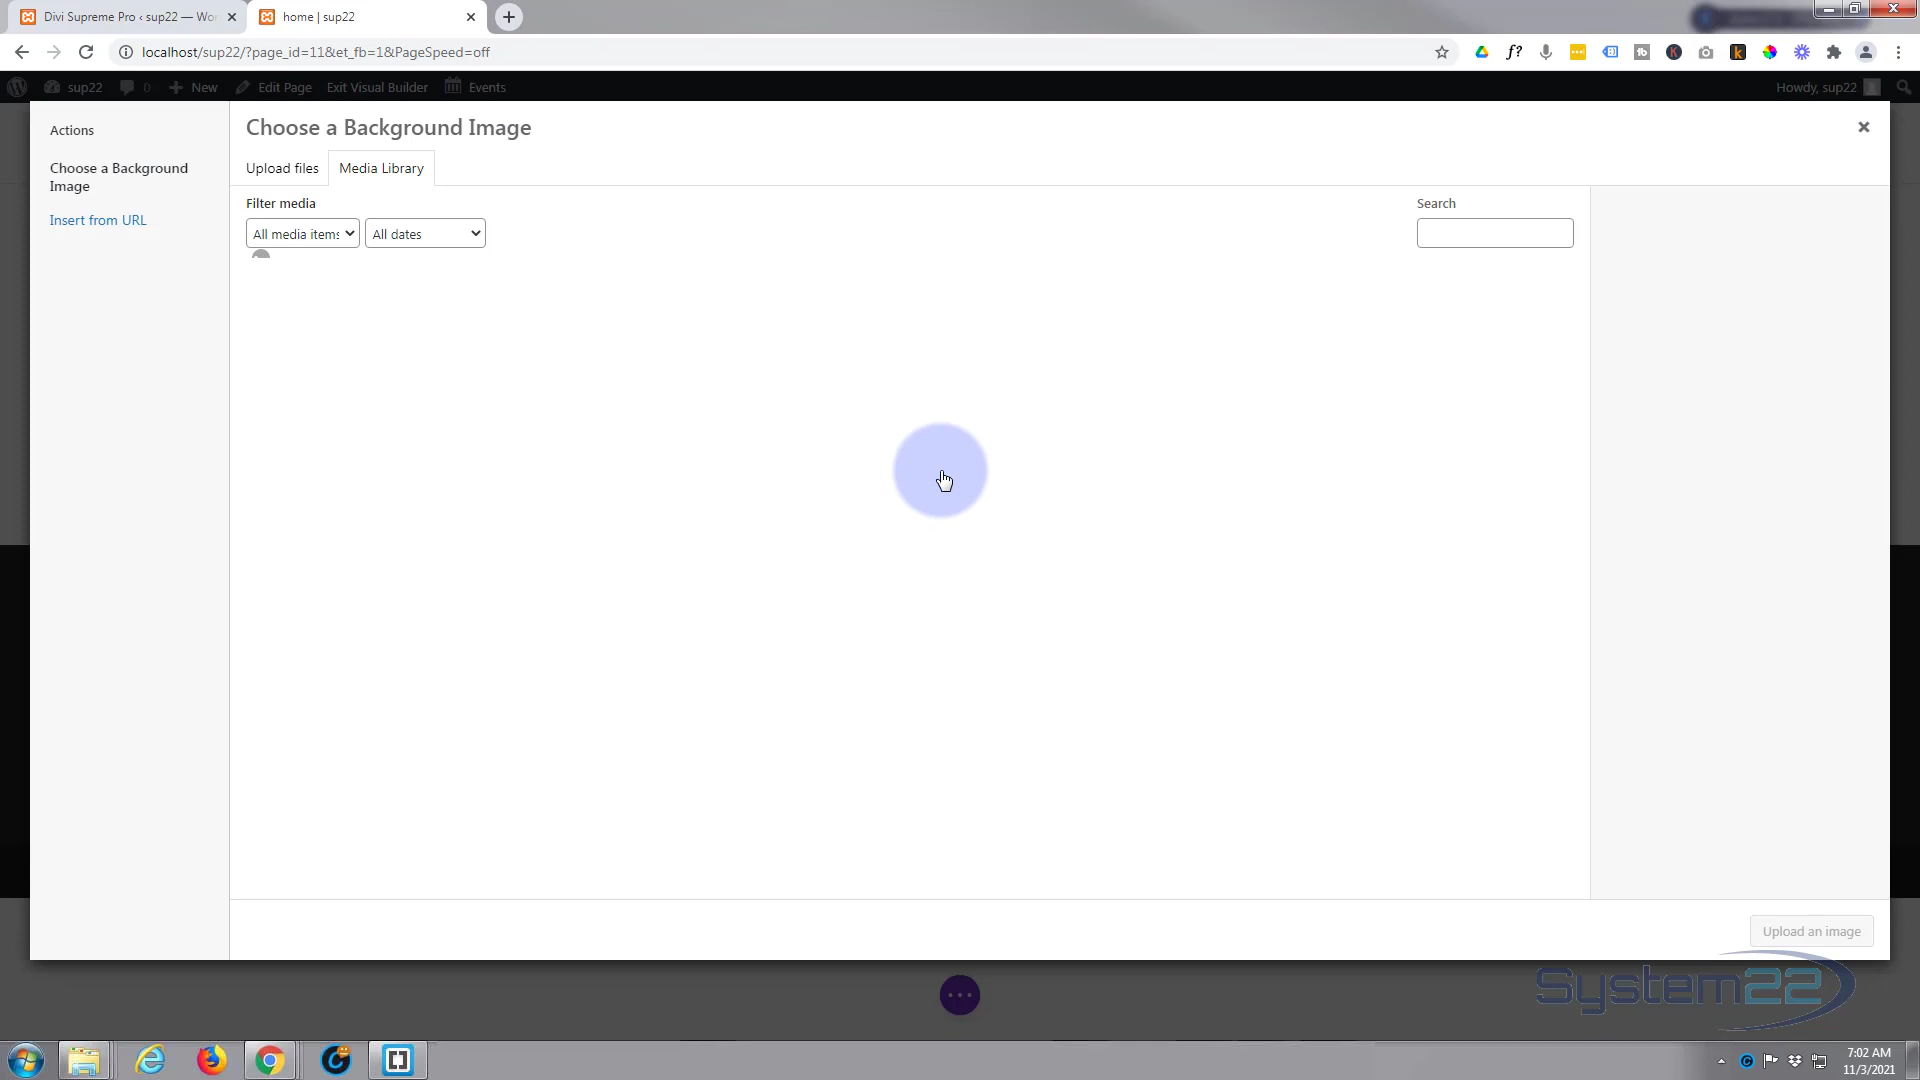 Divi Supreme Pro ‹ sup22 — Wor
home | sup22
localhost/sup22/?page_id=11&et_fb=1&PageSpeed=off
sup22
0
New
Edit Page
Exit Visual Builder
Events
Howdy, sup22
Actions
Choose a Background Image
Choose a Background
Image
Insert from URL
Upload files
Media Library
Filter media
Search
All media items
All dates
Upload an image
System22
7:02 AM
11/3/2021